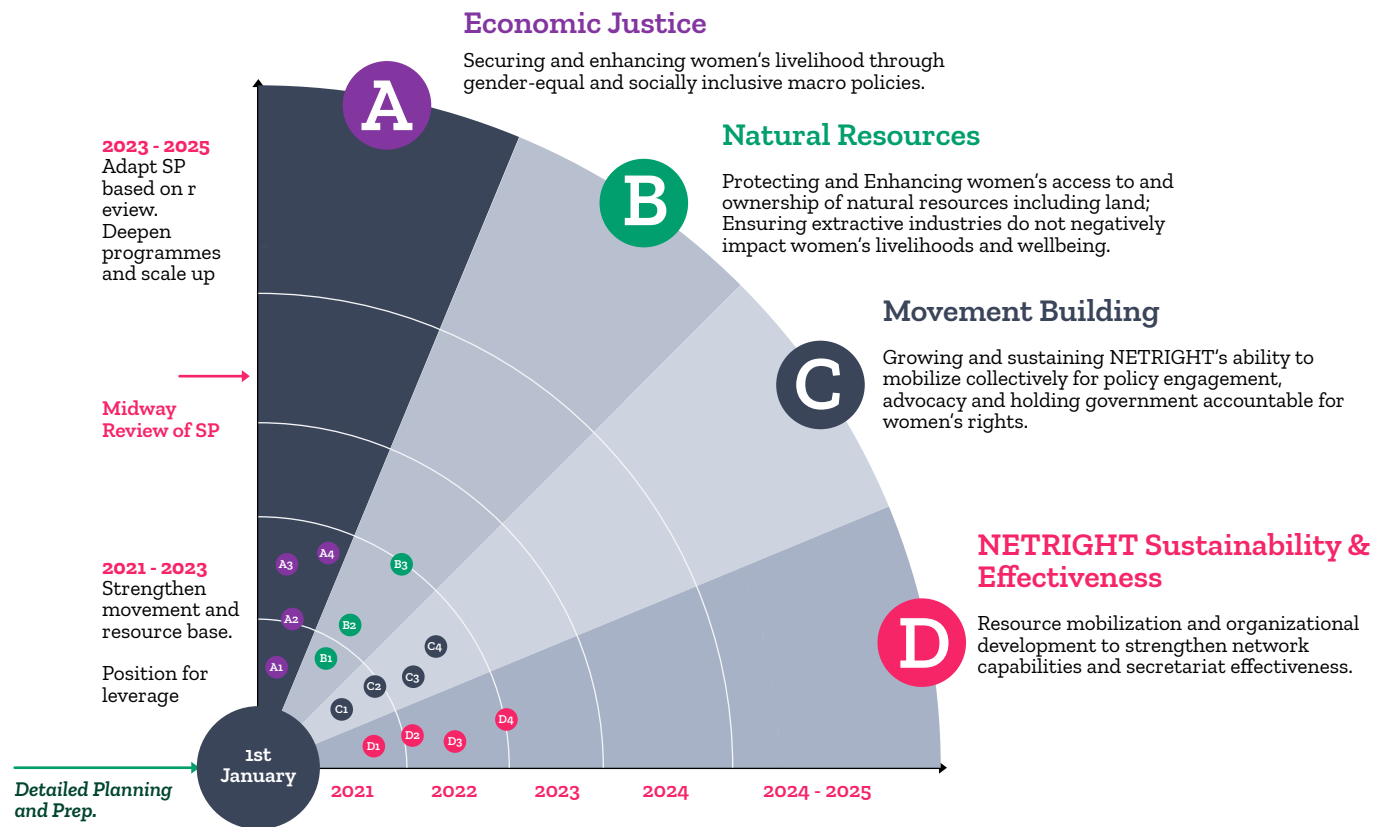 Economic Justice
Securing and enhancing women's livelihood through
gender-equal and socially inclusive macro policies.
A
Natural Resources
Protecting and Enhancing women's access to and
ownership of natural resources including land;
Ensuring extractive industries do not negatively
impact women's livelihoods and wellbeing.
B
Movement Building
Growing and sustaining NETRIGHT's ability to
mobilize collectively for policy engagement,
advocacy and holding government accountable for
women's rights.
C
NETRIGHT Sustainability &
Effectiveness
Resource mobilization and organizational
development to strengthen network
capabilities and secretariat effectiveness.
D
2023 - 2025
Adapt SP
based on r
eview.
Deepen
programmes
and scale up
Midway
Review of SP
2021 - 2023
Strengthen
movement and
resource base.
Position for
leverage
A4
A3
B3
A2
B2
C4
B1
A1
C3
C2
C1
D4
D2
D3
D1
1st
January
Detailed Planning
and Prep.
2021
2022
2023
2024
2024 - 2025